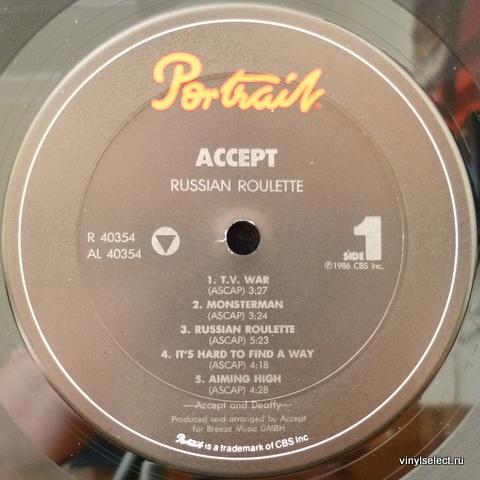 Portrait
ACCEPT
RUSSIAN ROULETTE
R 40354
AL 40354
SIDE 1
℗1986 CBS Inc.
1. T.V. WAR
(ASCAP) 3:27
2. MONSTERMAN
(ASCAP) 3:24
3. RUSSIAN ROULETTE
(ASCAP) 5:23
4. IT'S HARD TO FIND A WAY
(ASCAP) 4:18
5. AIMING HIGH
(ASCAP) 4:28
—Accept and Deaffy—
Produced and arranged by Accept
for Breeze Music GMBH
Portrait is a trademark of CBS Inc
vinylselect.ru